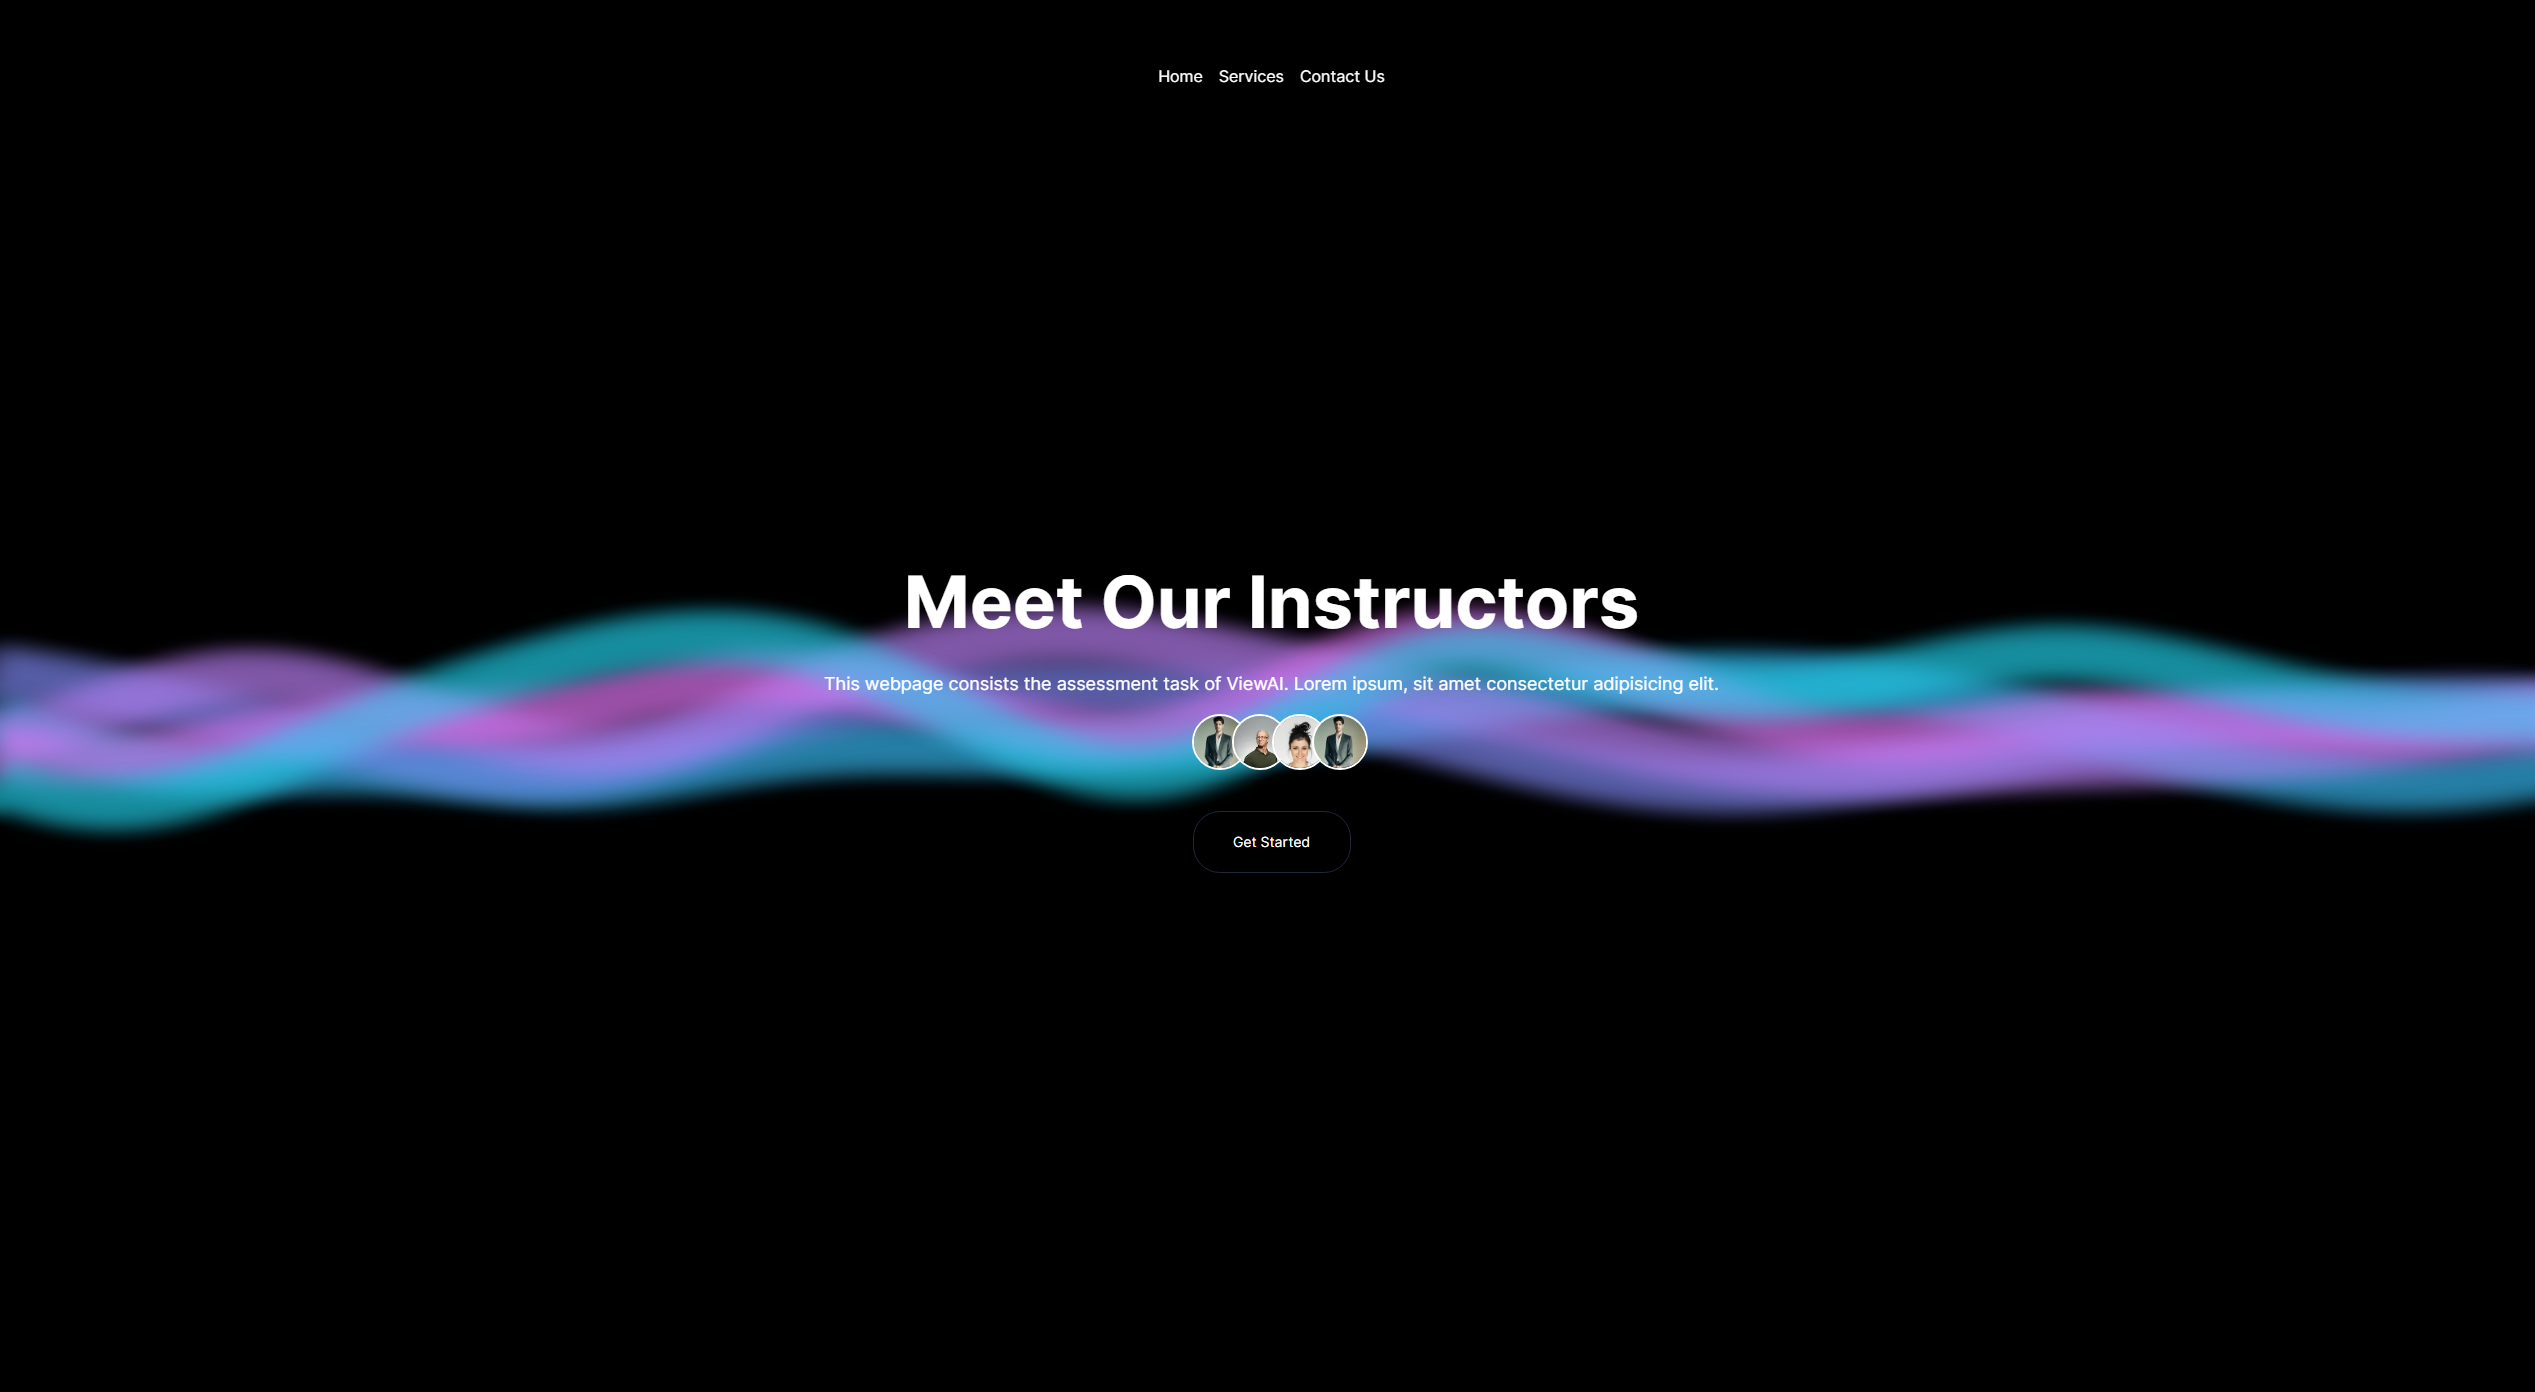 Home Services Contact Us
Meet Our Instructors
This webpage consists the assessment task of ViewAI. Lorem ipsum, sit amet consectetur adipisicing elit.
Get Started